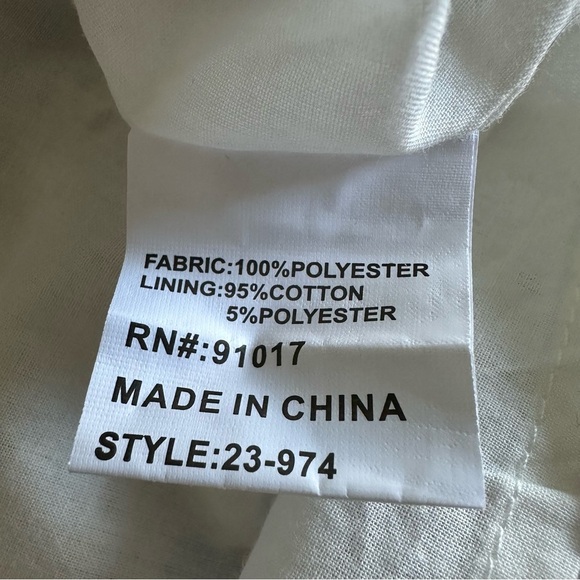 FABRIC:100%POLYESTER
LINING:95%COTTON
5%POLYESTER
RN#:91017
MADE IN CHINA
STYLE:23-974